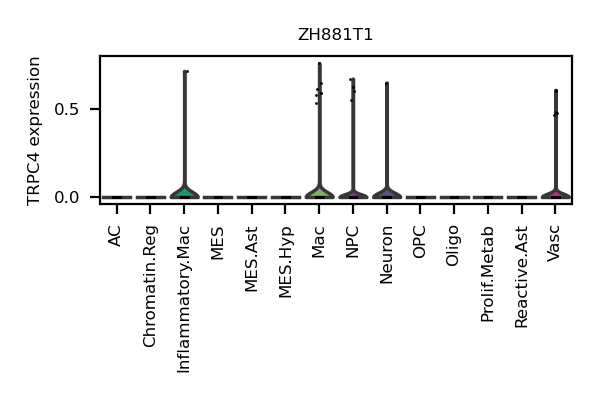 ZH881T1
TRPC4 expression
0.5
0.0
AC
Chromatin.Reg
Inflammatory.Mac
MES
MES.Ast
MES.Hyp
Mac
NPC
Neuron
OPC
Oligo
Prolif.Metab
Reactive.Ast
Vasc